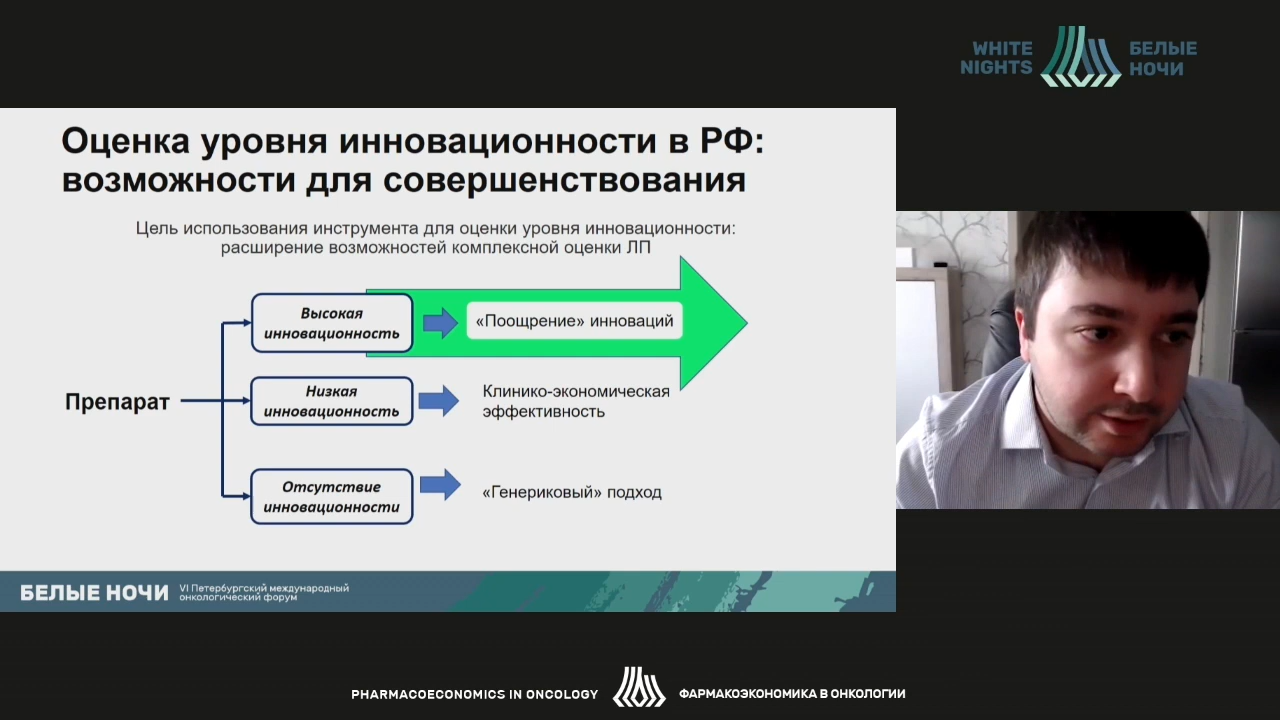 WHITE
NIGHTS
БЕЛЫЕ
НОЧИ
Оценка уровня инновационности в РФ:
возможности для совершенствования
Цель использования инструмента для оценки уровня инновационности:
расширение возможностей комплексной оценки ЛП
Высокая
инновационность
«Поощрение» инноваций
Препарат
Низкая
инновационность
Клинико-экономическая
эффективность
Отсутствие
инновационности
«Генериковый» подход
БЕЛЫЕ НОЧИ
VI Петербургский международный
онкологический форум
PHARMACOECONOMICS IN ONCOLOGY
ФАРМАКОЭКОНОМИКА В ОНКОЛОГИИ